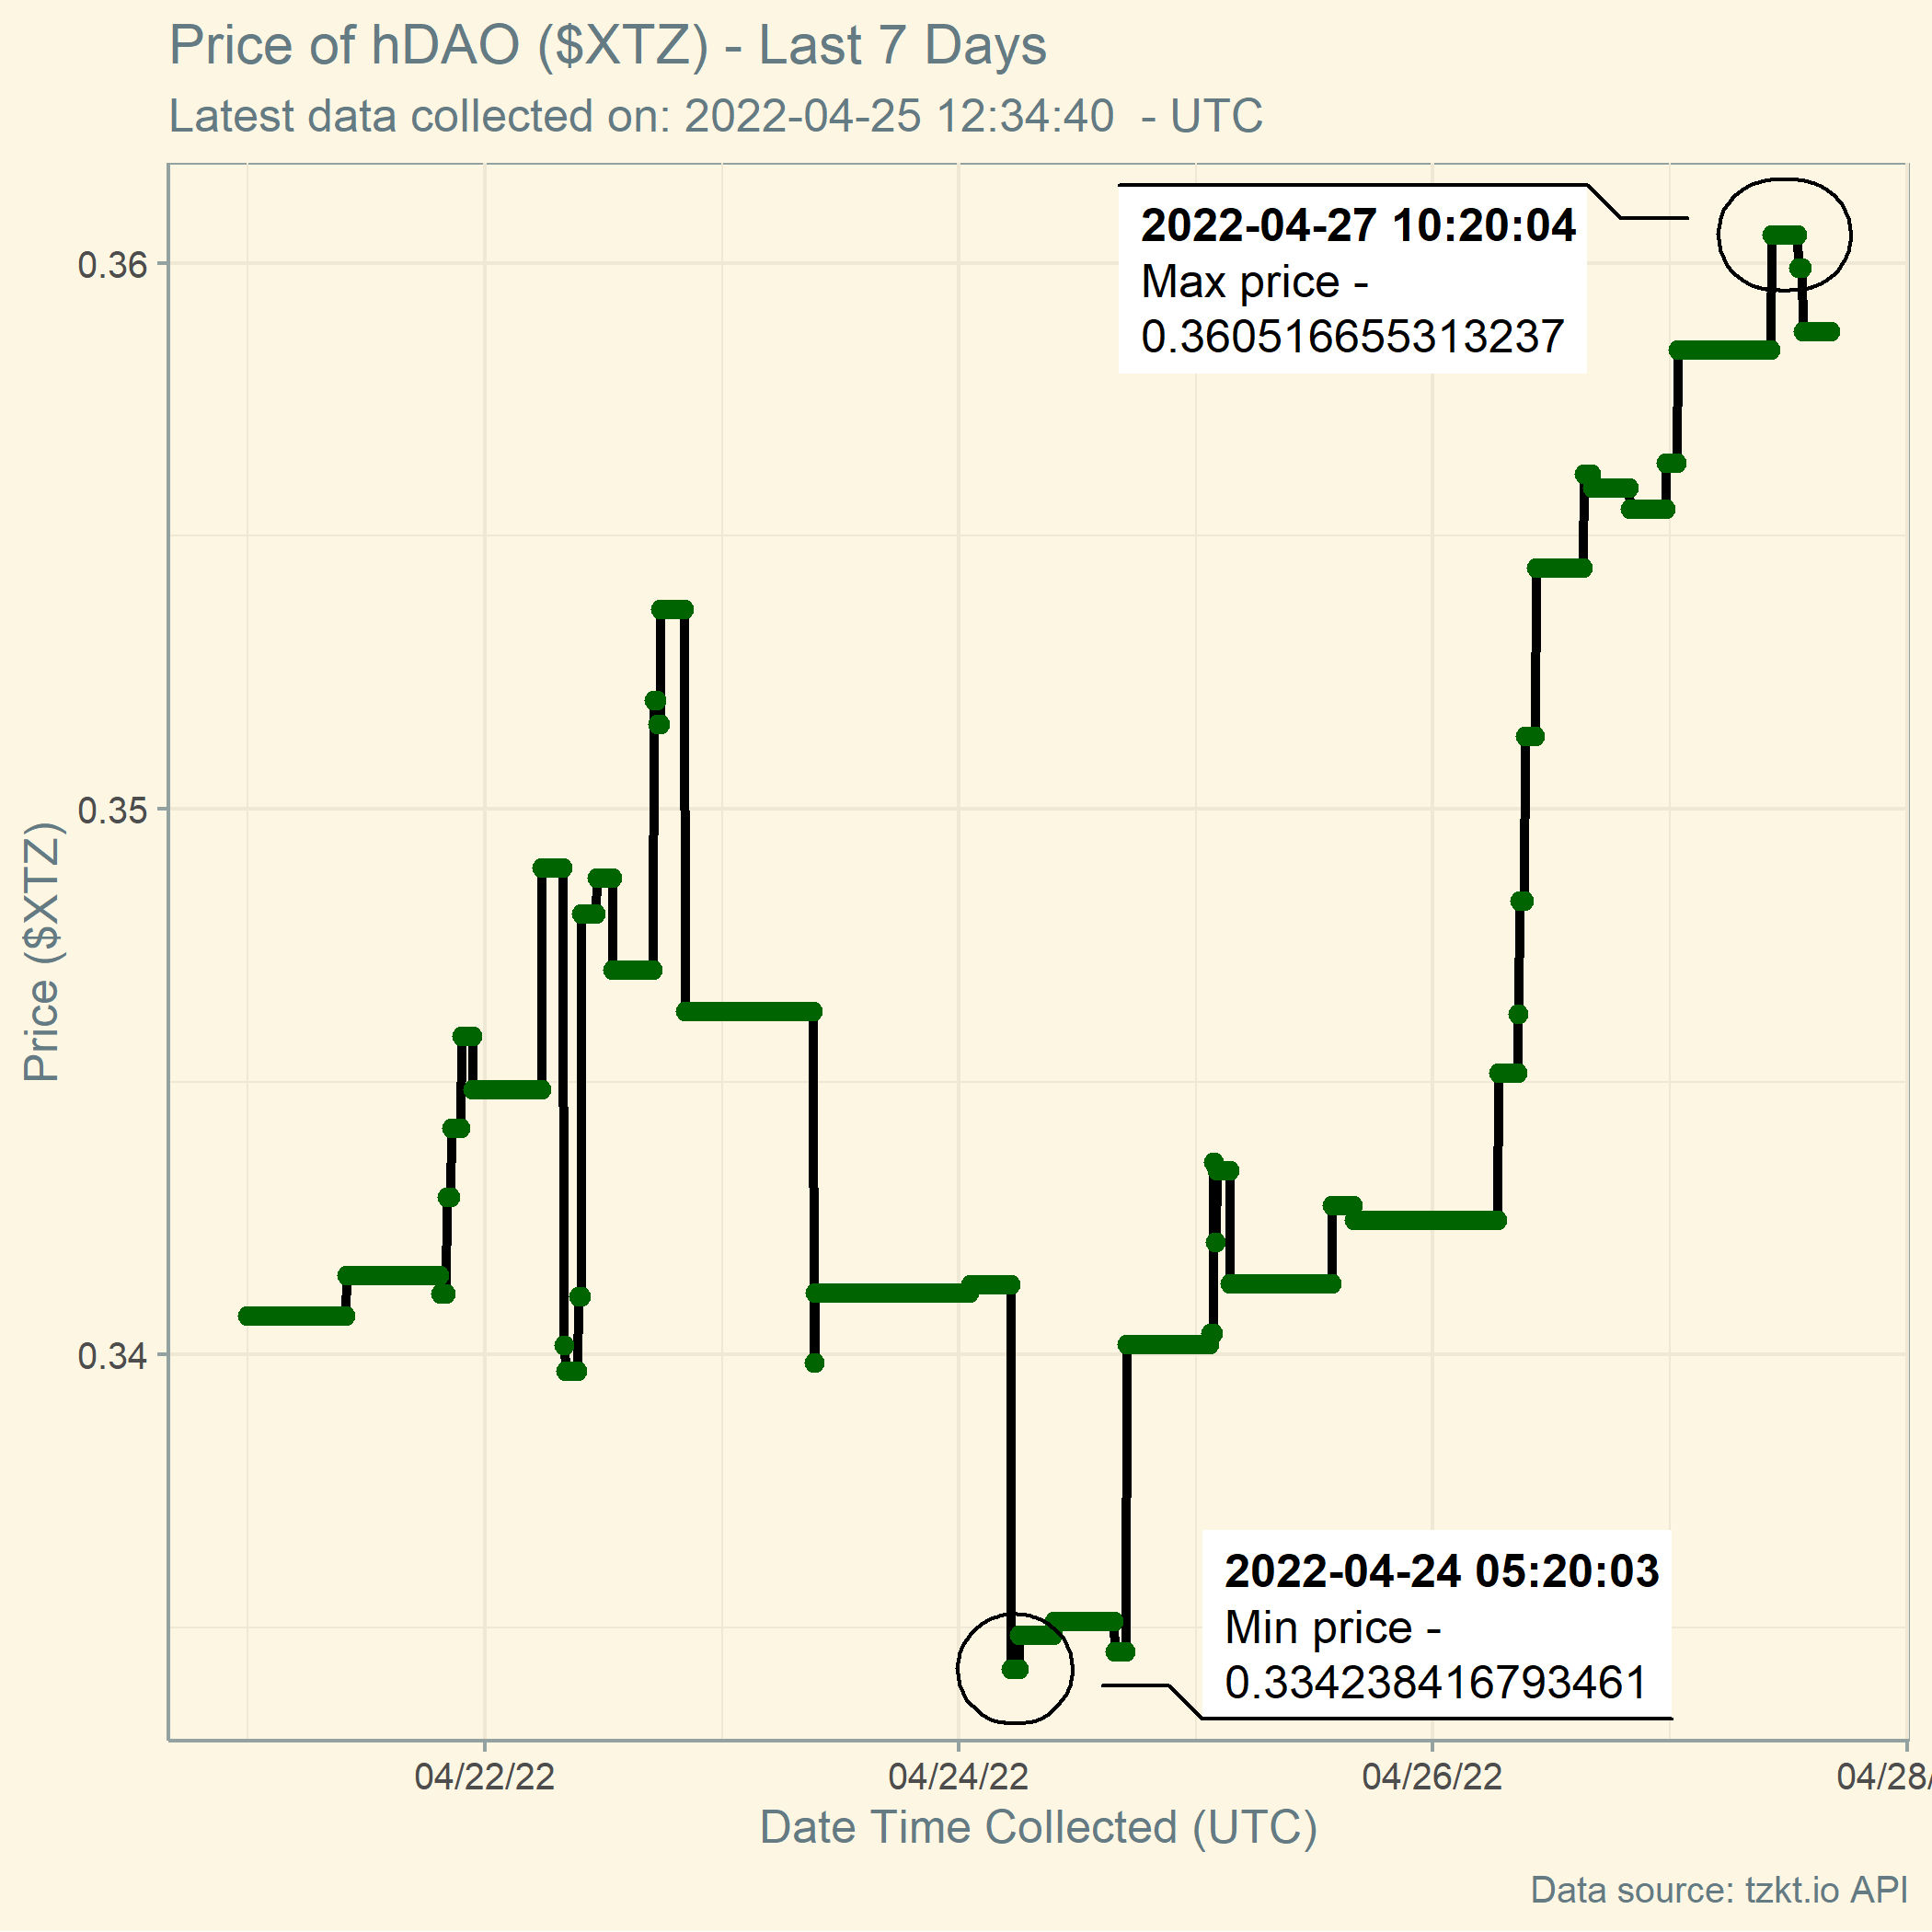 Price of hDAO ($XTZ) - Last 7 Days
Latest data collected on: 2022-04-25 12:34:40  - UTC
2022-04-27 10:20:04
Max price -
0.360516655313237
0.36
0.35
0.34
Price ($XTZ)
2022-04-24 05:20:03
Min price -
0.334238416793461
04/22/22
04/24/22
04/26/22
04/28/
Date Time Collected (UTC)
Data source: tzkt.io API